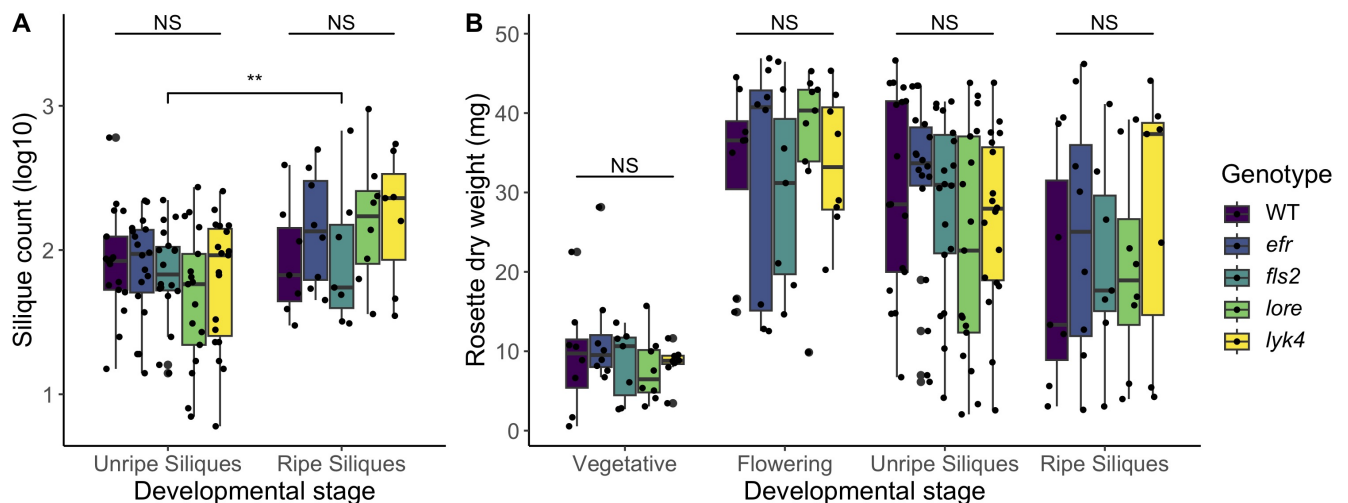 A
NS
NS
**
3
2
1
Silique count (log10)
Unripe Siliques
Ripe Siliques
Developmental stage
B
NS
NS
NS
NS
50
40
30
20
10
0
Rosette dry weight (mg)
Vegetative
Flowering
Unripe Siliques
Ripe Siliques
Developmental stage
Genotype
WT
efr
fls2
lore
lyk4